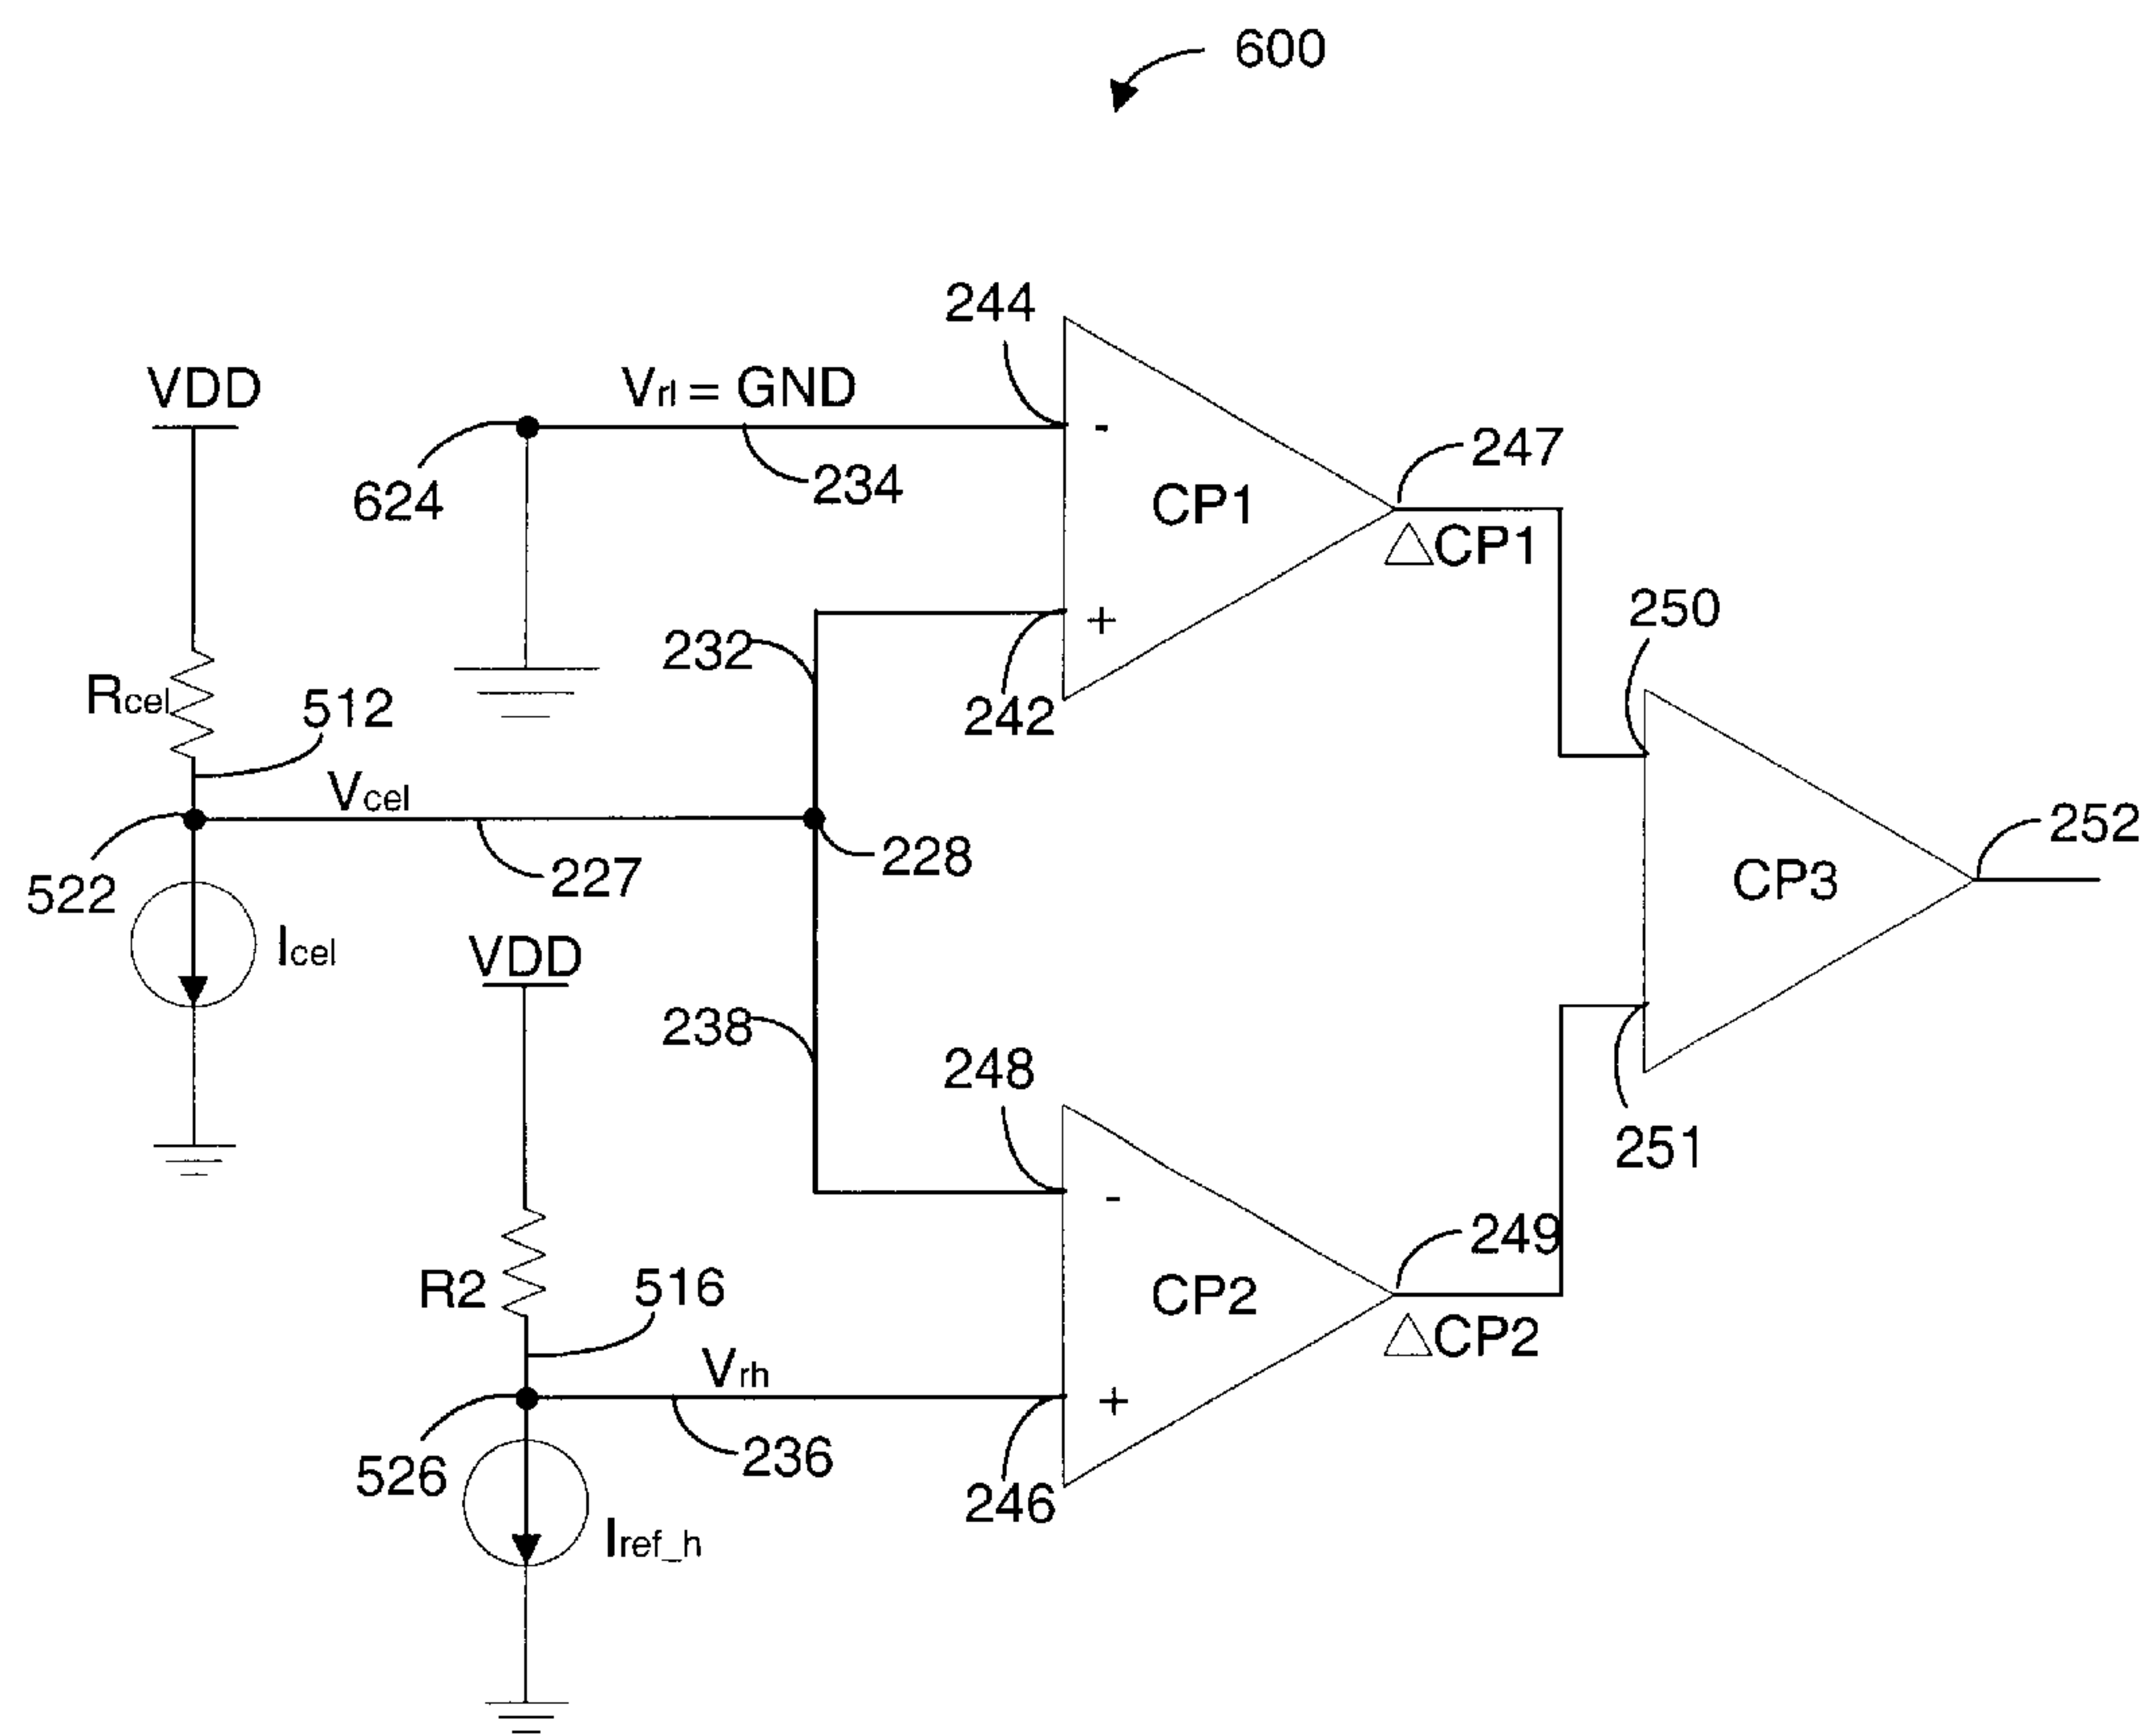 600
244
VDD
Vrl = GND
624
234
-
CP1
247
△CP1
232
+
242
250
Rcel
512
Vcel
522
227
228
252
CP3
Icel
VDD
238
248
251
-
R2
516
CP2
249
△CP2
Vrh
+
526
236
246
Iref_h